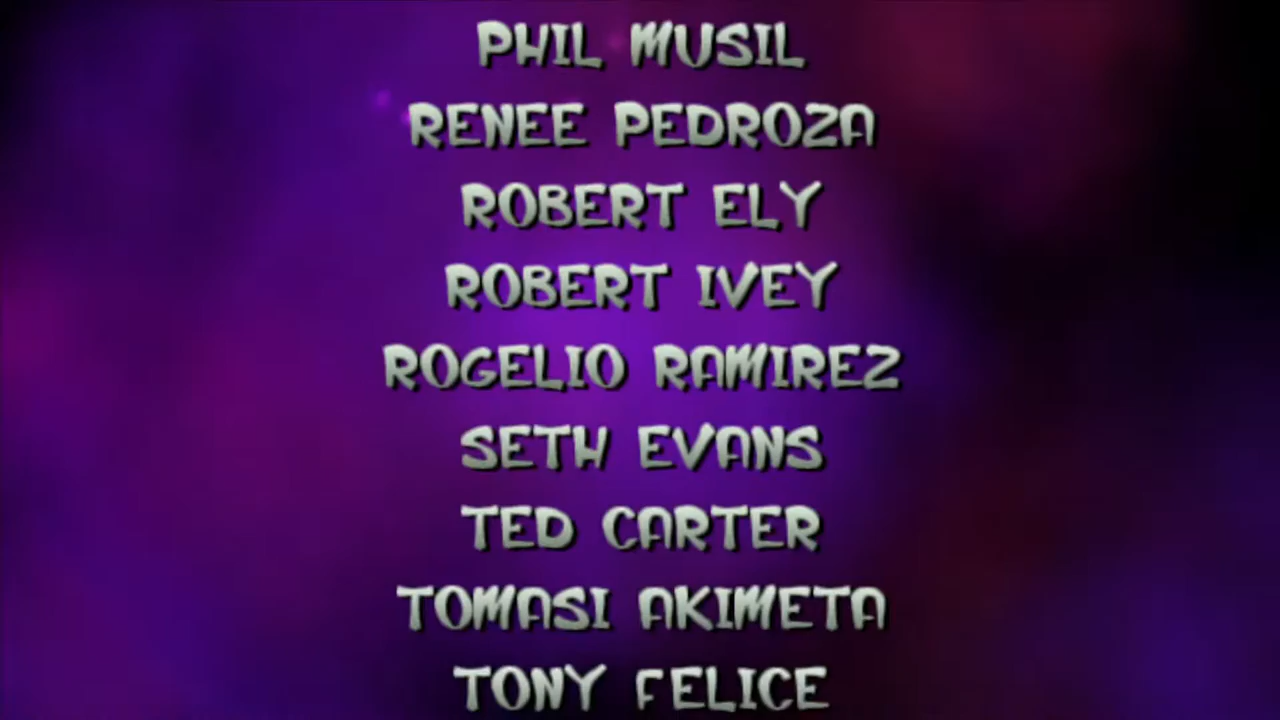 PHIL MUSIL
RENEE PEDROZA
ROBERT ELY
ROBERT IVEY
ROGELIO RAMIREZ
SETH EVANS
TED CARTER
TOMASI AKIMETA
TONY FELICE